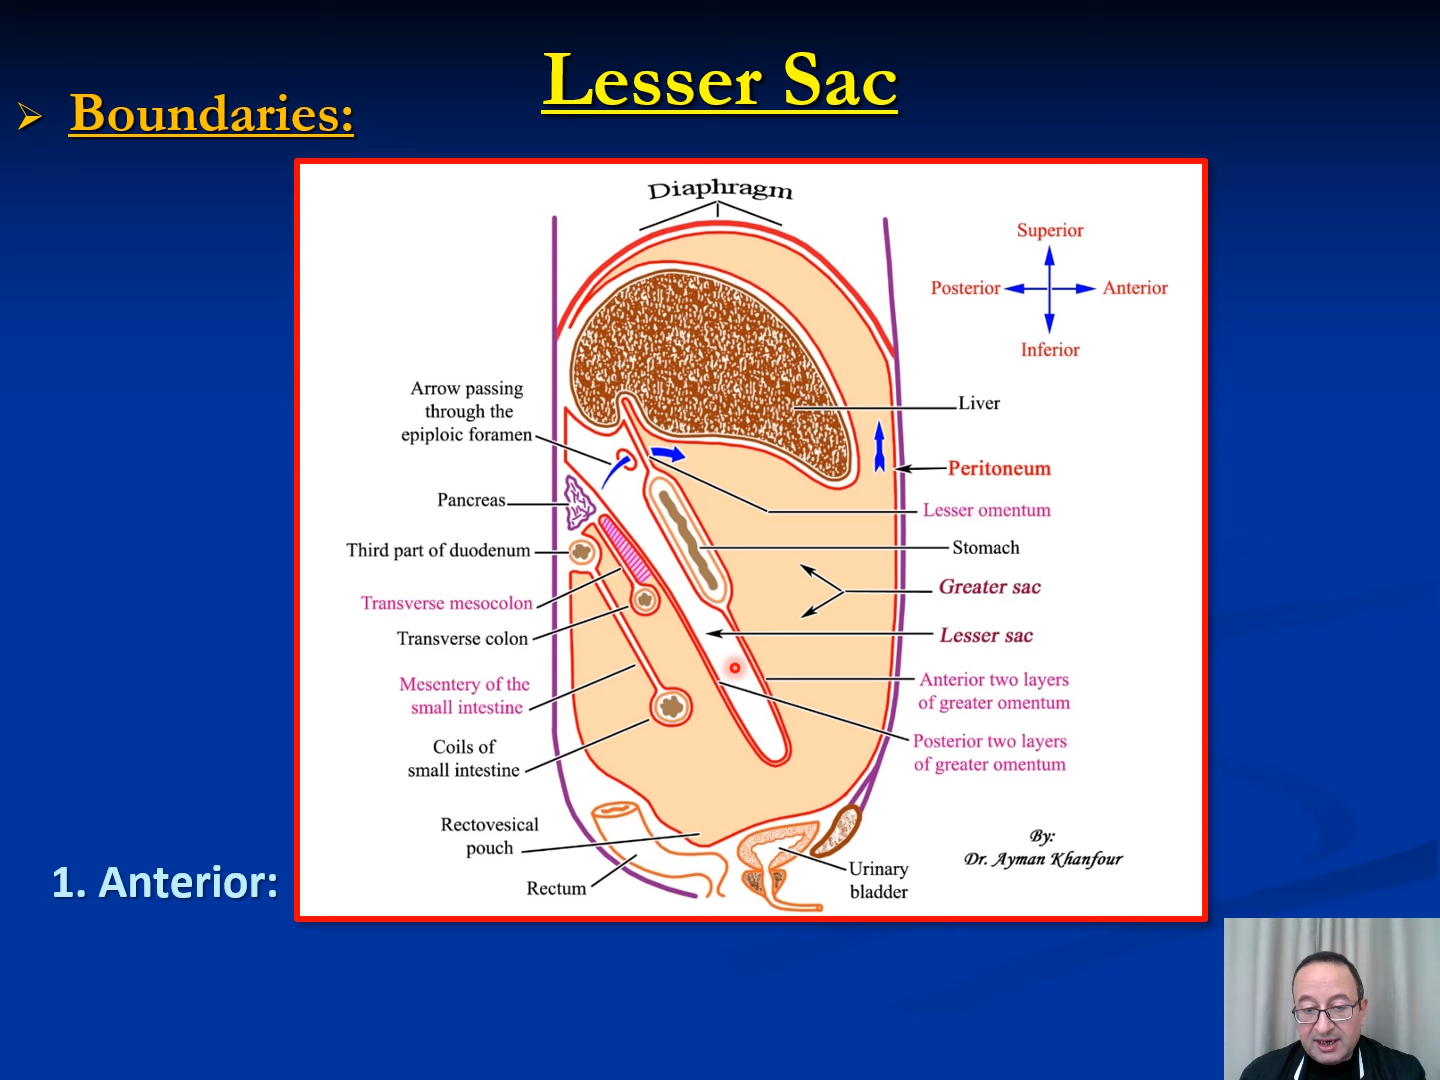 Lesser Sac
Boundaries:
Diaphragm
Superior
Posterior
Anterior
Inferior
Arrow passing
through the
epiploic foramen
Pancreas
Third part of duodenum
Transverse mesocolon
Transverse colon
Mesentery of the
small intestine
Coils of
small intestine
Rectovesical
pouch
Rectum
Liver
Peritoneum
Lesser omentum
Stomach
Greater sac
Lesser sac
Anterior two layers
of greater omentum
Posterior two layers
of greater omentum
Urinary
bladder
By:
Dr. Ayman Khanfour
1. Anterior: